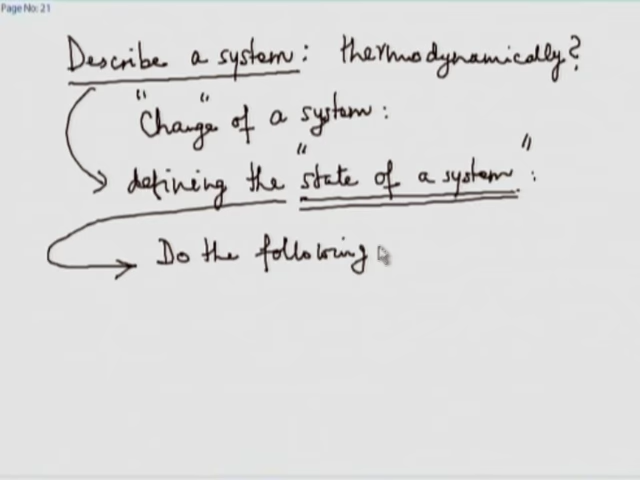 Page No: 21
Describe a system: thermodynamically?
"Change" of a system:
defining the "state of a system":
Do the following